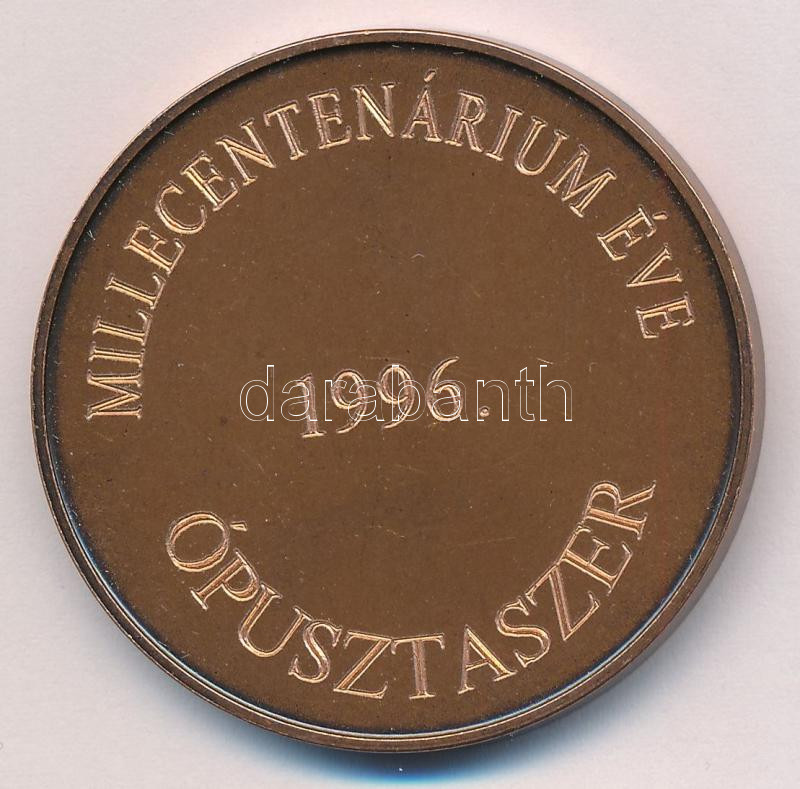 MILLECENTENÁRIUM ÉVE
1996.
darabanth
ÓPUSZTASZER